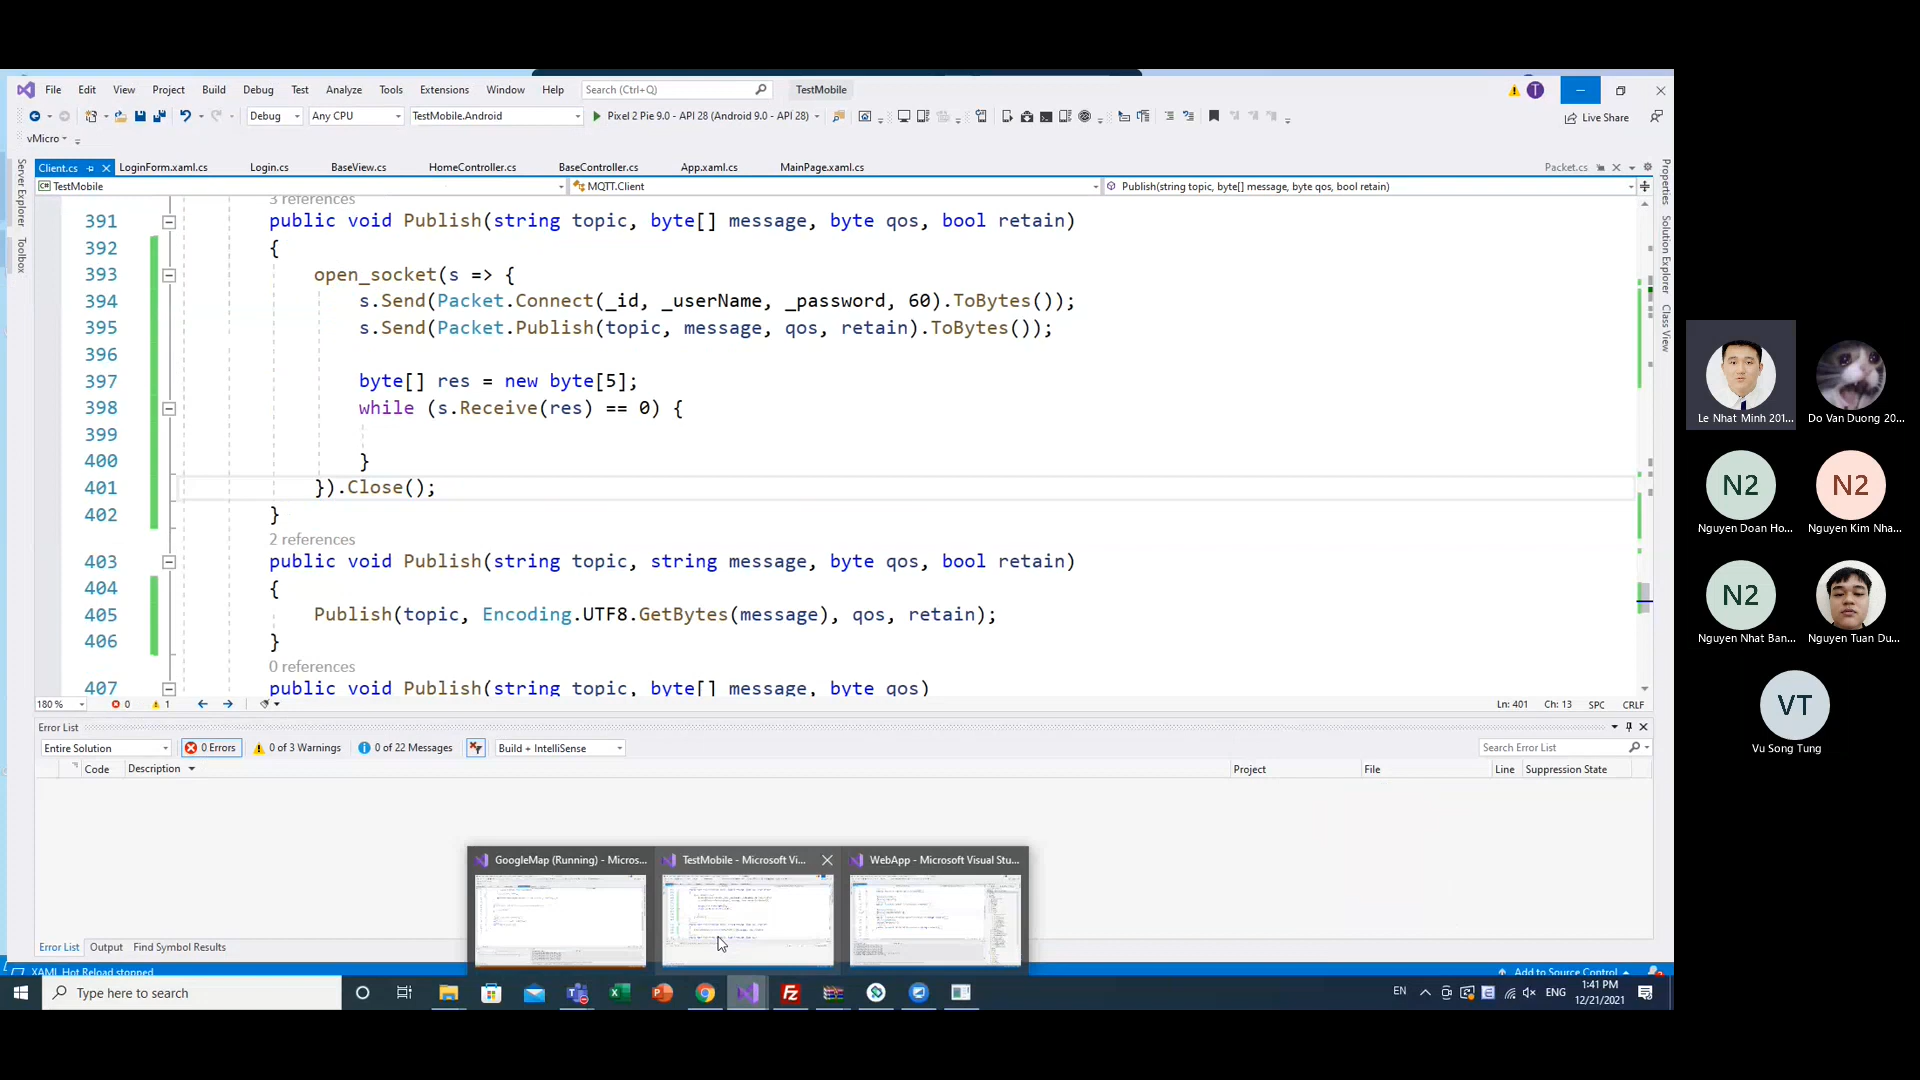 File Edit View Project Build Debug Test Analyze Tools Extensions Window Help Search (Ctrl+Q) TestMobile T
Debug Any CPU TestMobile.Android Pixel 2 Pie 9.0 - API 28 (Android 9.0 - API 28) Live Share
vMicro
Client.cs LoginForm.xaml.cs Login.cs BaseView.cs HomeController.cs BaseController.cs App.xaml.cs MainPage.xaml.cs Packet.cs
TestMobile MQTT.Client Publish(string topic, byte[] message, byte qos, bool retain)
Server Explorer
Toolbox
Properties
Solution Explorer
Class View
3 references
391 public void Publish(string topic, byte[] message, byte qos, bool retain)
392 {
393 open_socket(s => {
394 s.Send(Packet.Connect(_id, _userName, _password, 60).ToBytes());
395 s.Send(Packet.Publish(topic, message, qos, retain).ToBytes());
396
397 byte[] res = new byte[5];
398 while (s.Receive(res) == 0) {
399
400 }
401 }).Close();
402 }
2 references
403 public void Publish(string topic, string message, byte qos, bool retain)
404 {
405 Publish(topic, Encoding.UTF8.GetBytes(message), qos, retain);
406 }
0 references
407 public void Publish(string topic, byte[] message, byte qos)
180 % 0 1 Ln: 401 Ch: 13 SPC CRLF
Error List
Entire Solution 0 Errors 0 of 3 Warnings 0 of 22 Messages Build + IntelliSense Search Error List
Code Description Project File Line Suppression State
GoogleMap (Running) - Micros... TestMobile - Microsoft Vi... WebApp - Microsoft Visual Stu...
Error List Output Find Symbol Results
XAML Hot Reload stopped Add to Source Control
Type here to search EN ENG 1:41 PM
12/21/2021
Le Nhat Minh 201... Do Van Duong 20...
N2 N2
Nguyen Doan Ho... Nguyen Kim Nha...
N2
Nguyen Nhat Ban... Nguyen Tuan Du...
VT
Vu Song Tung